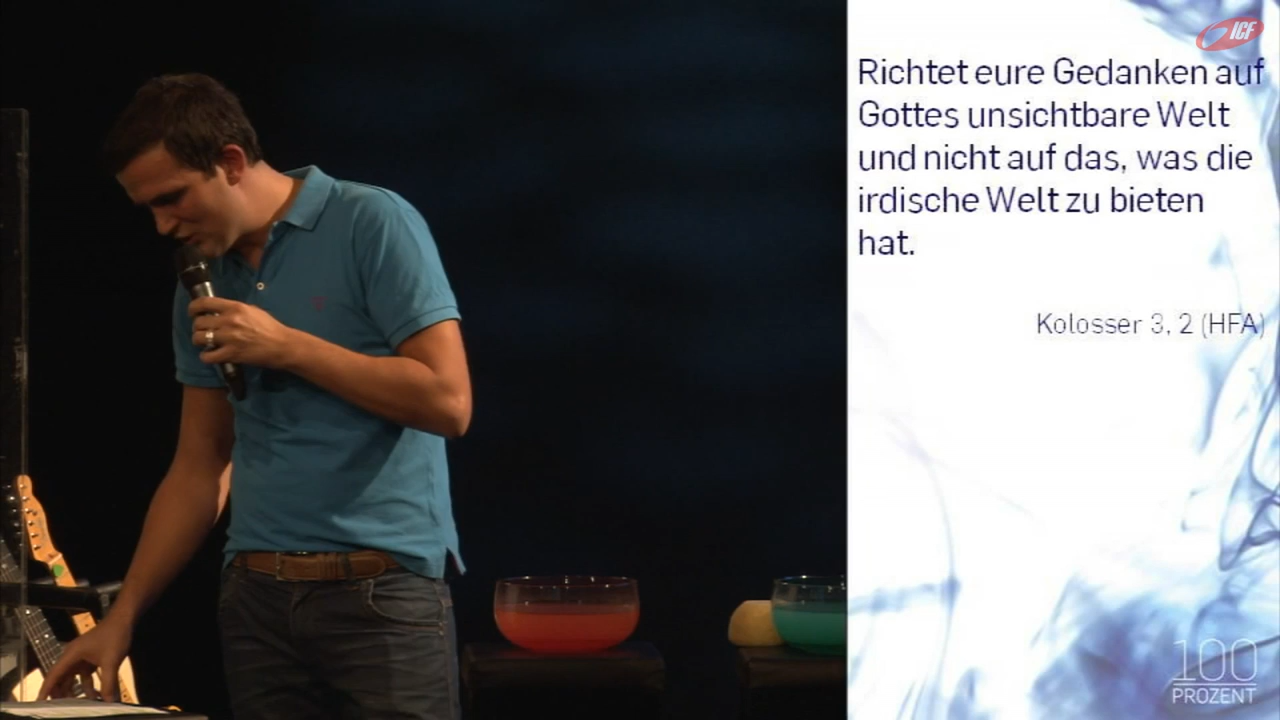 ICF
Richtet eure Gedanken auf
Gottes unsichtbare Welt
und nicht auf das, was die
irdische Welt zu bieten
hat.
Kolosser 3, 2 (HFA)
100
PROZENT